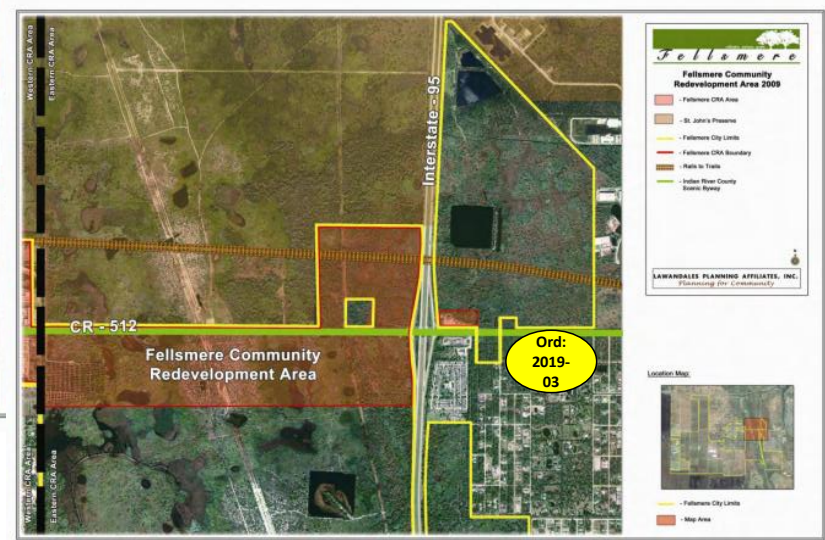 Western CRA Area
Eastern CRA Area
Interstate - 95
CR - 512
Fellsmere Community
Redevelopment Area
Ord:
2019-
03
Western CRA Area
Eastern CRA Area
Fellsmere
Fellsmere Community
Redevelopment Area 2009
- Fellsmere CRA Area
- St. John's Preserve
- Fellsmere City Limits
- Fellsmere CRA Boundary
- Rails to Trails
- Indian River County
Scenic Byway
LAWANDALES PLANNING AFFILIATES, INC.
Planning for Community
Location Map:
- Fellsmere City Limits
- Map Area